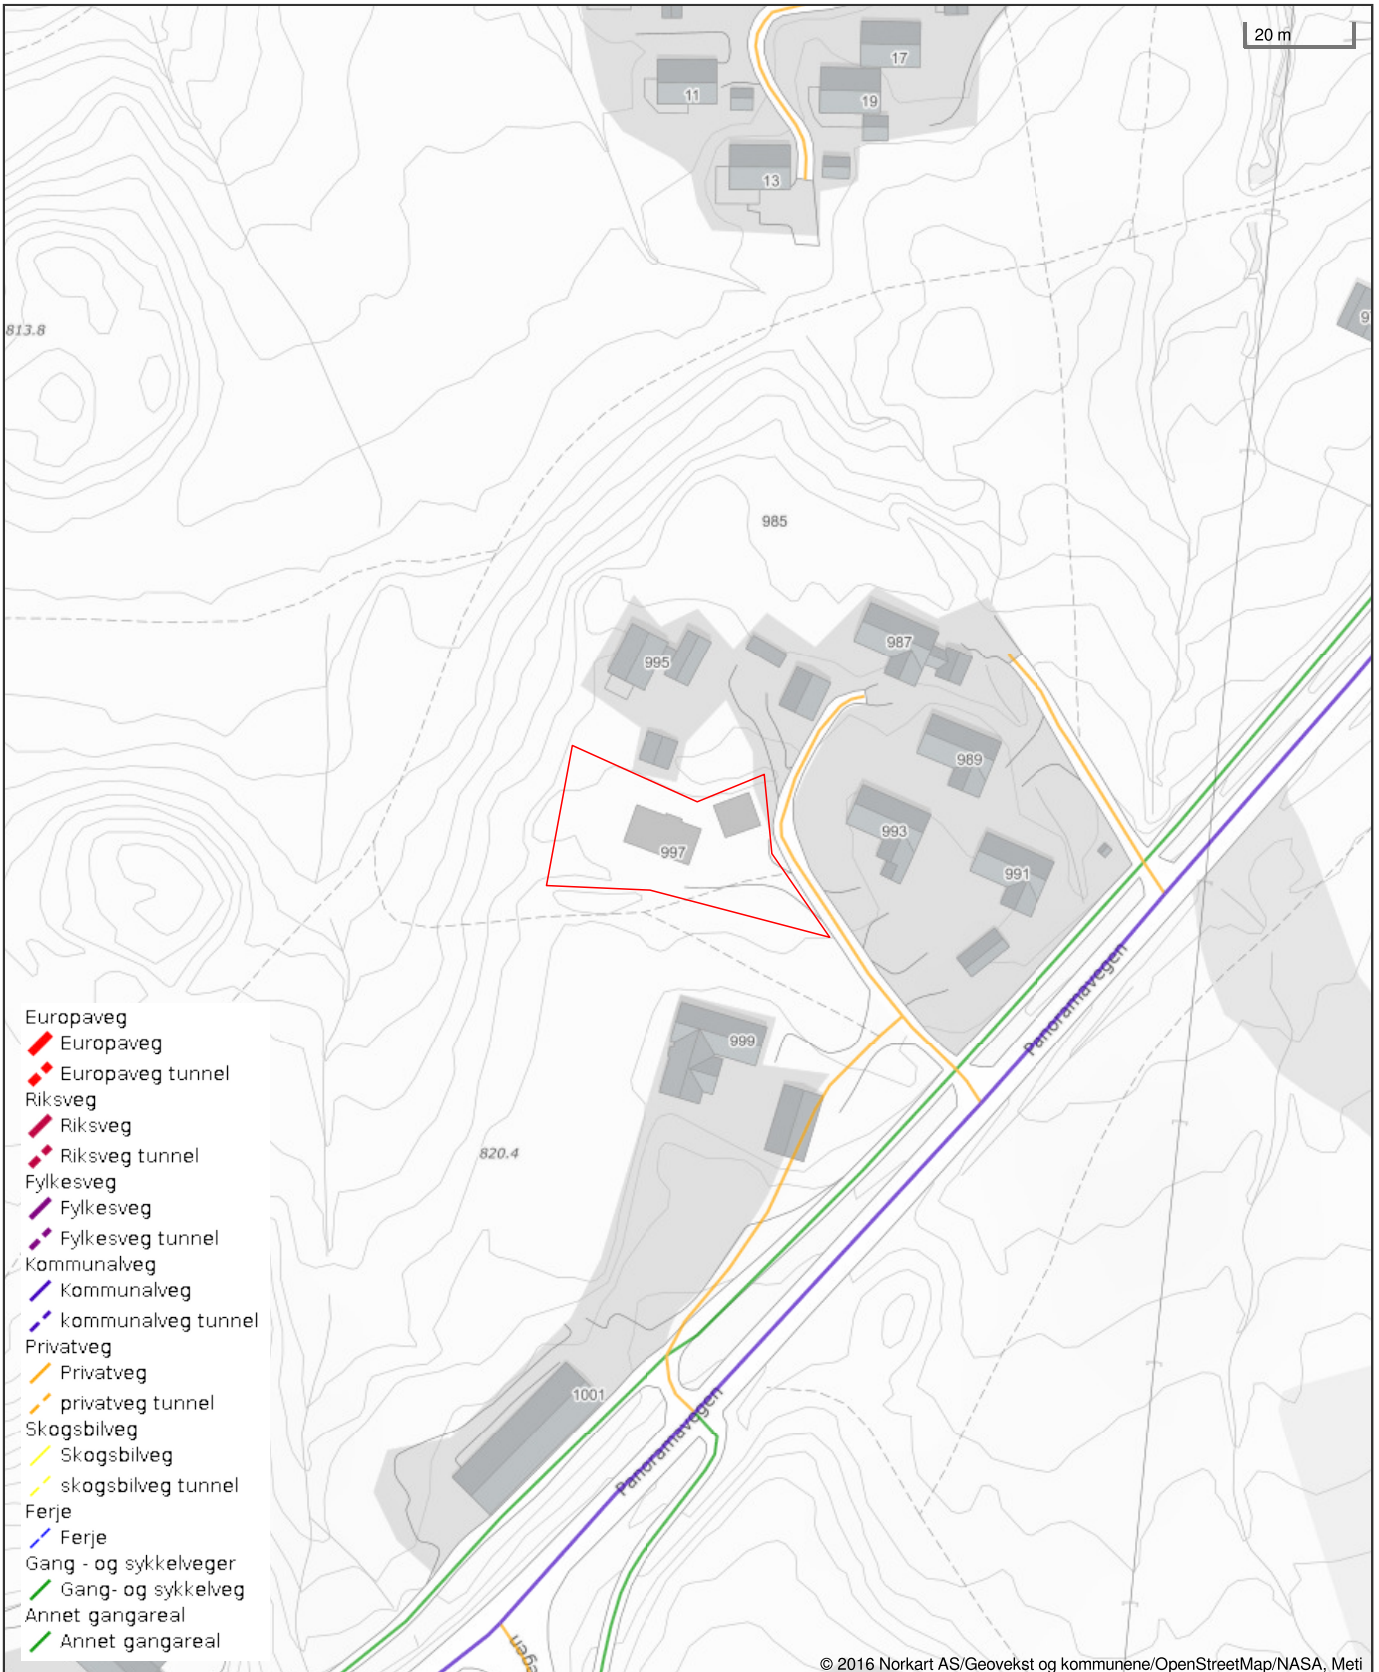 20 m
17
11
19
13
813.8
9
985
987
995
989
993
997
991
Panoramavegen
999
820.4
1001
Panoramavegen
egen
Europaveg
Europaveg
Europaveg tunnel
Riksveg
Riksveg
Riksveg tunnel
Fylkesveg
Fylkesveg
Fylkesveg tunnel
Kommunalveg
Kommunalveg
kommunalveg tunnel
Privatveg
Privatveg
privatveg tunnel
Skogsbilveg
Skogsbilveg
skogsbilveg tunnel
Ferje
Ferje
Gang - og sykkelveger
Gang- og sykkelveg
Annet gangareal
Annet gangareal
© 2016 Norkart AS/Geovekst og kommunene/OpenStreetMap/NASA, Meti